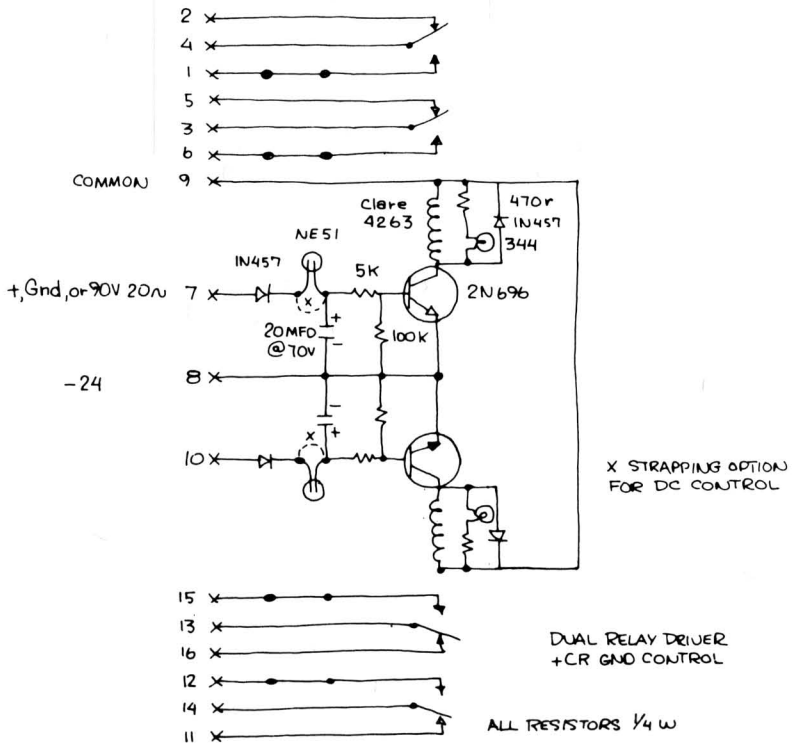 2
4
1
5
3
6
COMMON 9
Clare
4263
470r
1N457
344
NE51
1N457
5K
2N696
+,Gnd,or 90V 20~ 7
+
20MFD
@70V
-
100K
x
-24 8
-
+
x
10
X STRAPPING OPTION
FOR DC CONTROL
15
13
16
12
14
11
DUAL RELAY DRIVER
+CR GND CONTROL
ALL RESISTORS 1/4 W